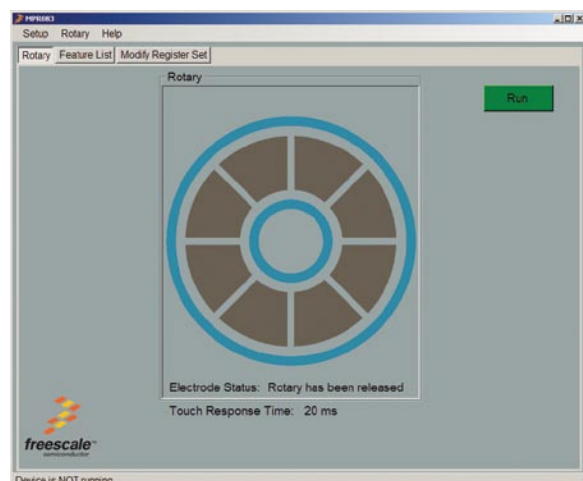 MPR083
Setup Rotary Help
Rotary Feature List Modify Register Set
Rotary
Run
Electrode Status: Rotary has been released
Touch Response Time: 20 ms
freescale™
semiconductor
Device is NOT running